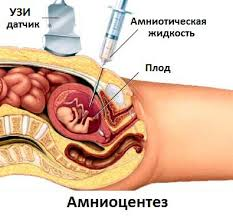 УЗИ
датчик
Амниотическая
жидкость
Плод
Амниоцентез